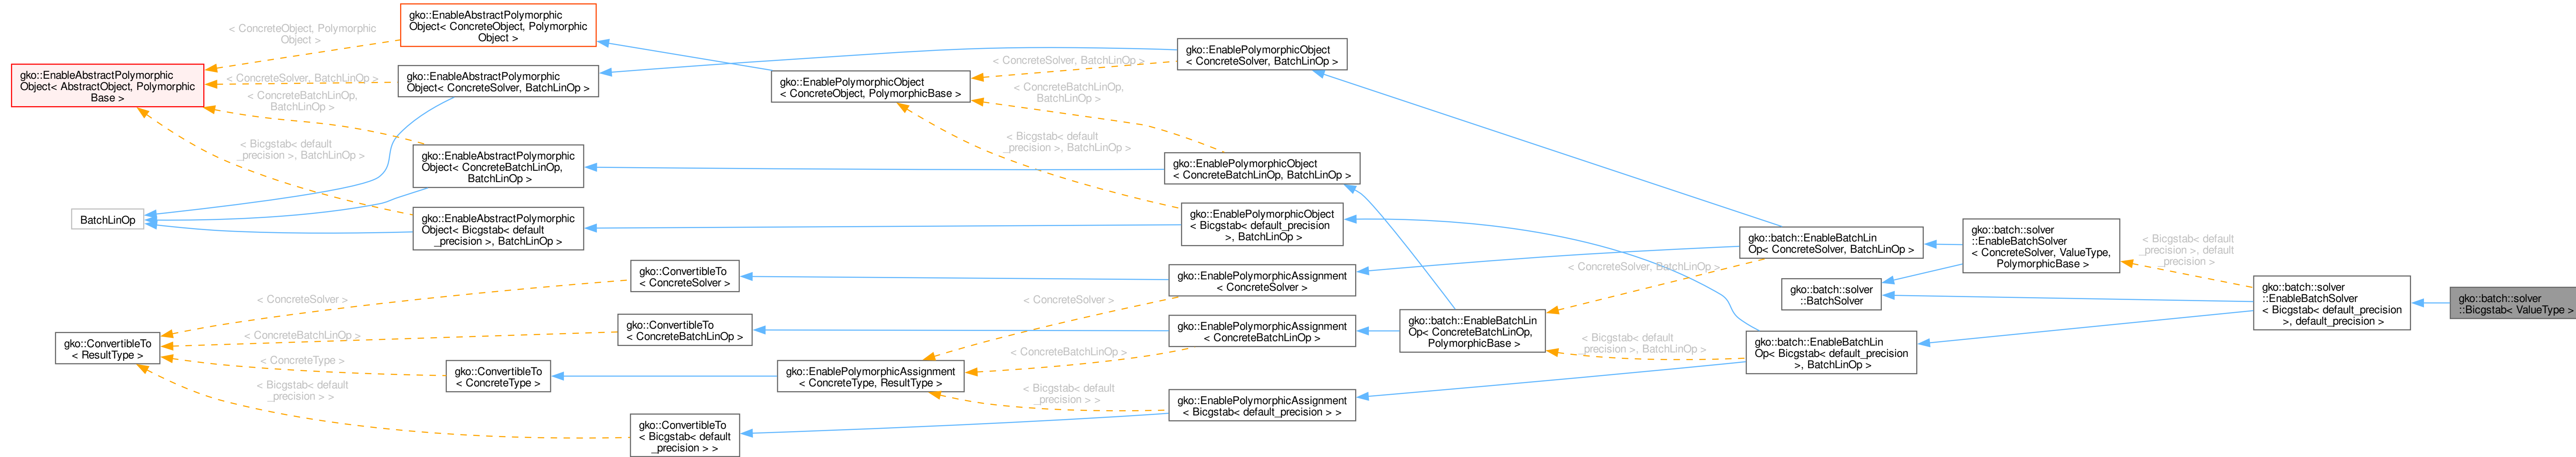 gko::EnableAbstractPolymorphic
Object< AbstractObject, Polymorphic
Base >
BatchLinOp
gko::ConvertibleTo
< ResultType >
< ConcreteObject, Polymorphic
Object >
< ConcreteSolver, BatchLinOp >
< ConcreteBatchLinOp,
BatchLinOp >
< Bicgstab< default
_precision >, BatchLinOp >
< ConcreteSolver >
< ConcreteBatchLinOp >
< ConcreteType >
< Bicgstab< default
_precision > >
gko::EnableAbstractPolymorphic
Object< ConcreteObject, Polymorphic
Object >
gko::EnableAbstractPolymorphic
Object< ConcreteSolver, BatchLinOp >
gko::EnableAbstractPolymorphic
Object< ConcreteBatchLinOp,
BatchLinOp >
gko::EnableAbstractPolymorphic
Object< Bicgstab< default
_precision >, BatchLinOp >
gko::ConvertibleTo
< ConcreteSolver >
gko::ConvertibleTo
< ConcreteBatchLinOp >
gko::ConvertibleTo
< ConcreteType >
gko::ConvertibleTo
< Bicgstab< default
_precision > >
gko::EnablePolymorphicObject
< ConcreteObject, PolymorphicBase >
gko::EnablePolymorphicAssignment
< ConcreteType, ResultType >
< ConcreteSolver, BatchLinOp >
< ConcreteBatchLinOp,
BatchLinOp >
< Bicgstab< default
_precision >, BatchLinOp >
< ConcreteSolver >
< ConcreteBatchLinOp >
< Bicgstab< default
_precision > >
gko::EnablePolymorphicObject
< ConcreteSolver, BatchLinOp >
gko::EnablePolymorphicObject
< ConcreteBatchLinOp, BatchLinOp >
gko::EnablePolymorphicObject
< Bicgstab< default_precision
>, BatchLinOp >
gko::EnablePolymorphicAssignment
< ConcreteSolver >
gko::EnablePolymorphicAssignment
< ConcreteBatchLinOp >
gko::EnablePolymorphicAssignment
< Bicgstab< default_precision > >
gko::batch::EnableBatchLin
Op< ConcreteBatchLinOp,
PolymorphicBase >
< ConcreteSolver, BatchLinOp >
< Bicgstab< default
_precision >, BatchLinOp >
gko::batch::EnableBatchLin
Op< ConcreteSolver, BatchLinOp >
gko::batch::solver
::BatchSolver
gko::batch::EnableBatchLin
Op< Bicgstab< default_precision
>, BatchLinOp >
gko::batch::solver
::EnableBatchSolver
< ConcreteSolver, ValueType,
PolymorphicBase >
< Bicgstab< default
_precision >, default
_precision >
gko::batch::solver
::EnableBatchSolver
< Bicgstab< default_precision
>, default_precision >
gko::batch::solver
::Bicgstab< ValueType >